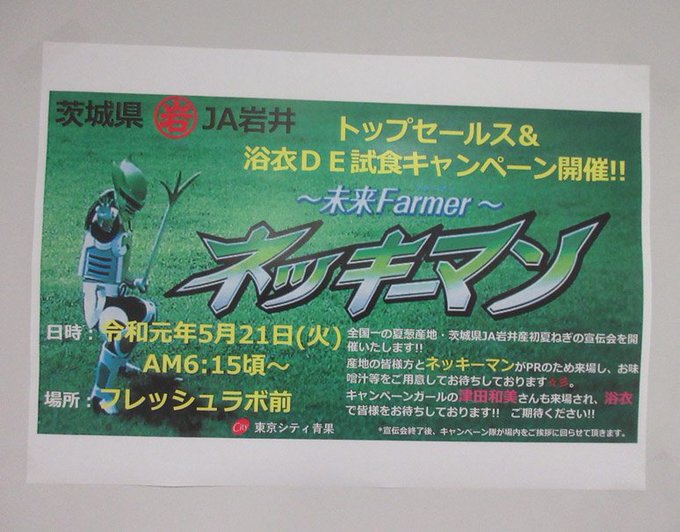 茨城県 岩 JA岩井
トップセールス&
浴衣DE試食キャンペーン開催!!
～未来Farmer～
ネッキーマン
日時：令和元年5月21日(火)
AM6:15頃～
場所：フレッシュラボ前
全国一の夏葱産地・茨城県JA岩井産初夏ねぎの宣伝会を開
催いたします!!
産地の皆様方とネッキーマンがPRのため来場し、お味
噌汁等をご用意してお待ちしております☆彡。
キャンペーンガールの津田和美さんも来場され、浴衣
で皆様をお待ちしております!! ご期待ください!!
City 東京シティ青果
*宣伝会終了後、キャンペーン隊が場内をご挨拶に回らせて頂きます。